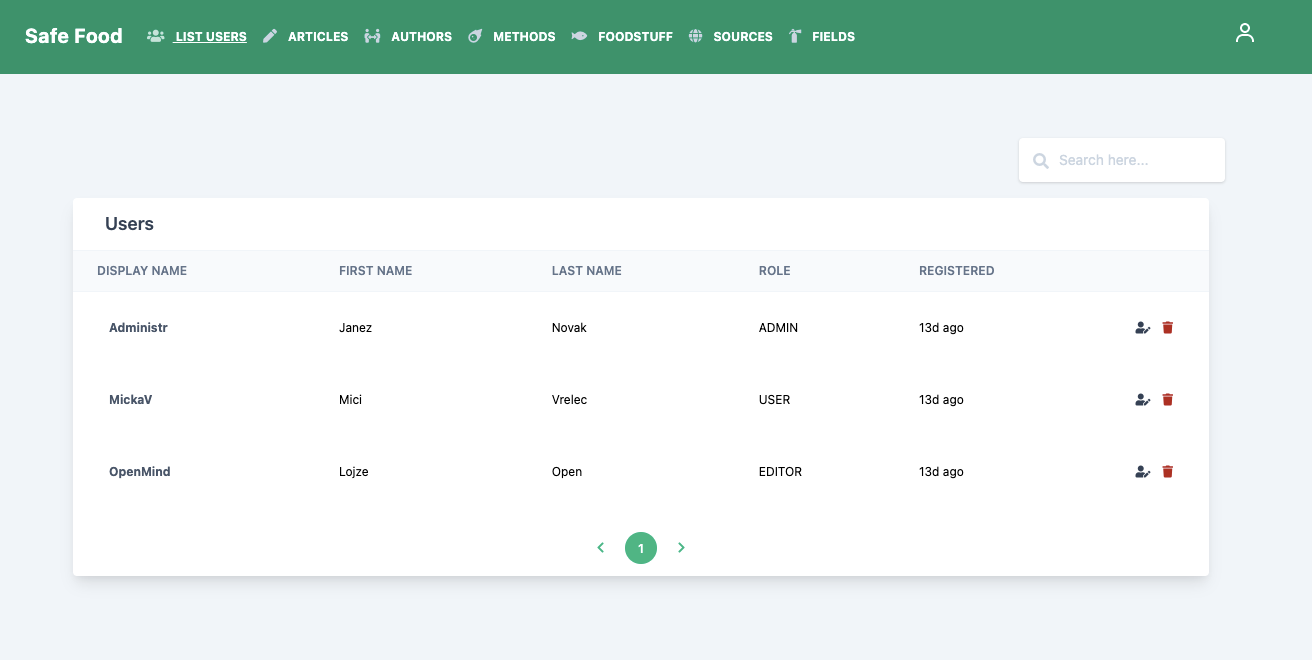 Safe Food LIST USERS ARTICLES AUTHORS METHODS FOODSTUFF SOURCES FIELDS
Search here...
Users
DISPLAY NAME FIRST NAME LAST NAME ROLE REGISTERED
Administr Janez Novak ADMIN 13d ago
MickaV Mici Vrelec USER 13d ago
OpenMind Lojze Open EDITOR 13d ago
1